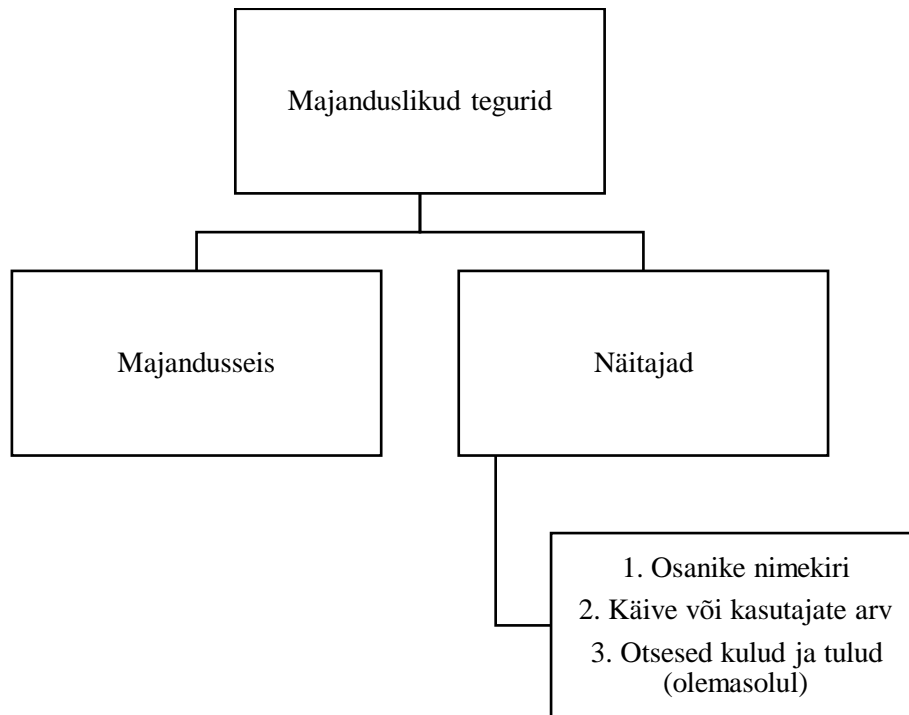 Majanduslikud tegurid
Majandusseis
Näitajad
1. Osanike nimekiri
2. Käive või kasutajate arv
3. Otsesed kulud ja tulud
(olemasolul)